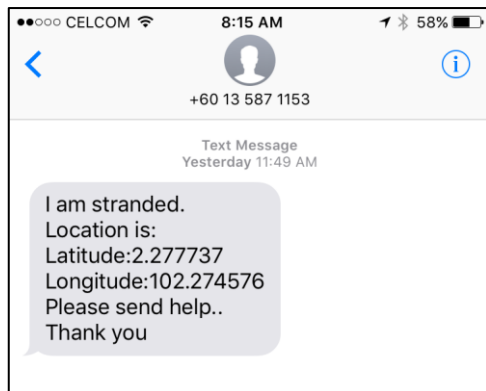 CELCOM 8:15 AM 58%
+60 13 587 1153
Text Message
Yesterday 11:49 AM
I am stranded.
Location is:
Latitude:2.277737
Longitude:102.274576
Please send help..
Thank you